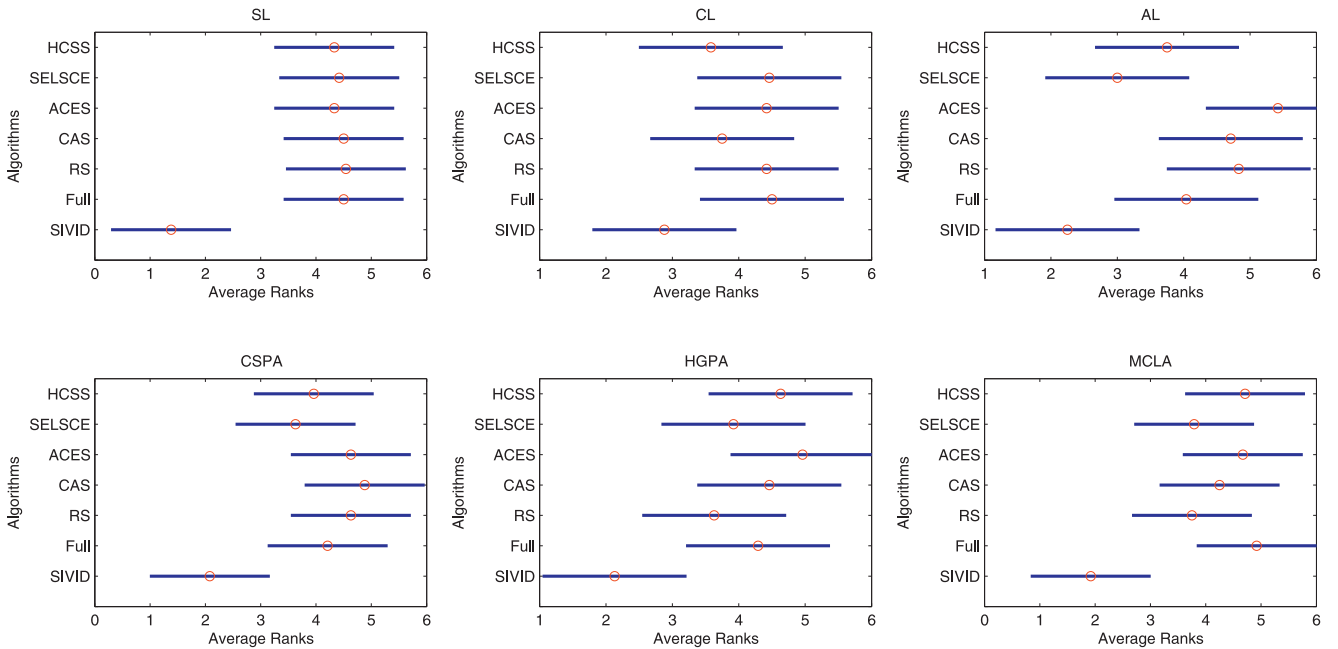 SL
HCSS
SELSCE
ACES
CAS
RS
Full
SIVID
Algorithms
0 1 2 3 4 5 6
Average Ranks
CL
HCSS
SELSCE
ACES
CAS
RS
Full
SIVID
Algorithms
1 2 3 4 5 6
Average Ranks
AL
HCSS
SELSCE
ACES
CAS
RS
Full
SIVID
Algorithms
1 2 3 4 5 6
Average Ranks
CSPA
HCSS
SELSCE
ACES
CAS
RS
Full
SIVID
Algorithms
0 1 2 3 4 5 6
Average Ranks
HGPA
HCSS
SELSCE
ACES
CAS
RS
Full
SIVID
Algorithms
1 2 3 4 5 6
Average Ranks
MCLA
HCSS
SELSCE
ACES
CAS
RS
Full
SIVID
Algorithms
0 1 2 3 4 5 6
Average Ranks